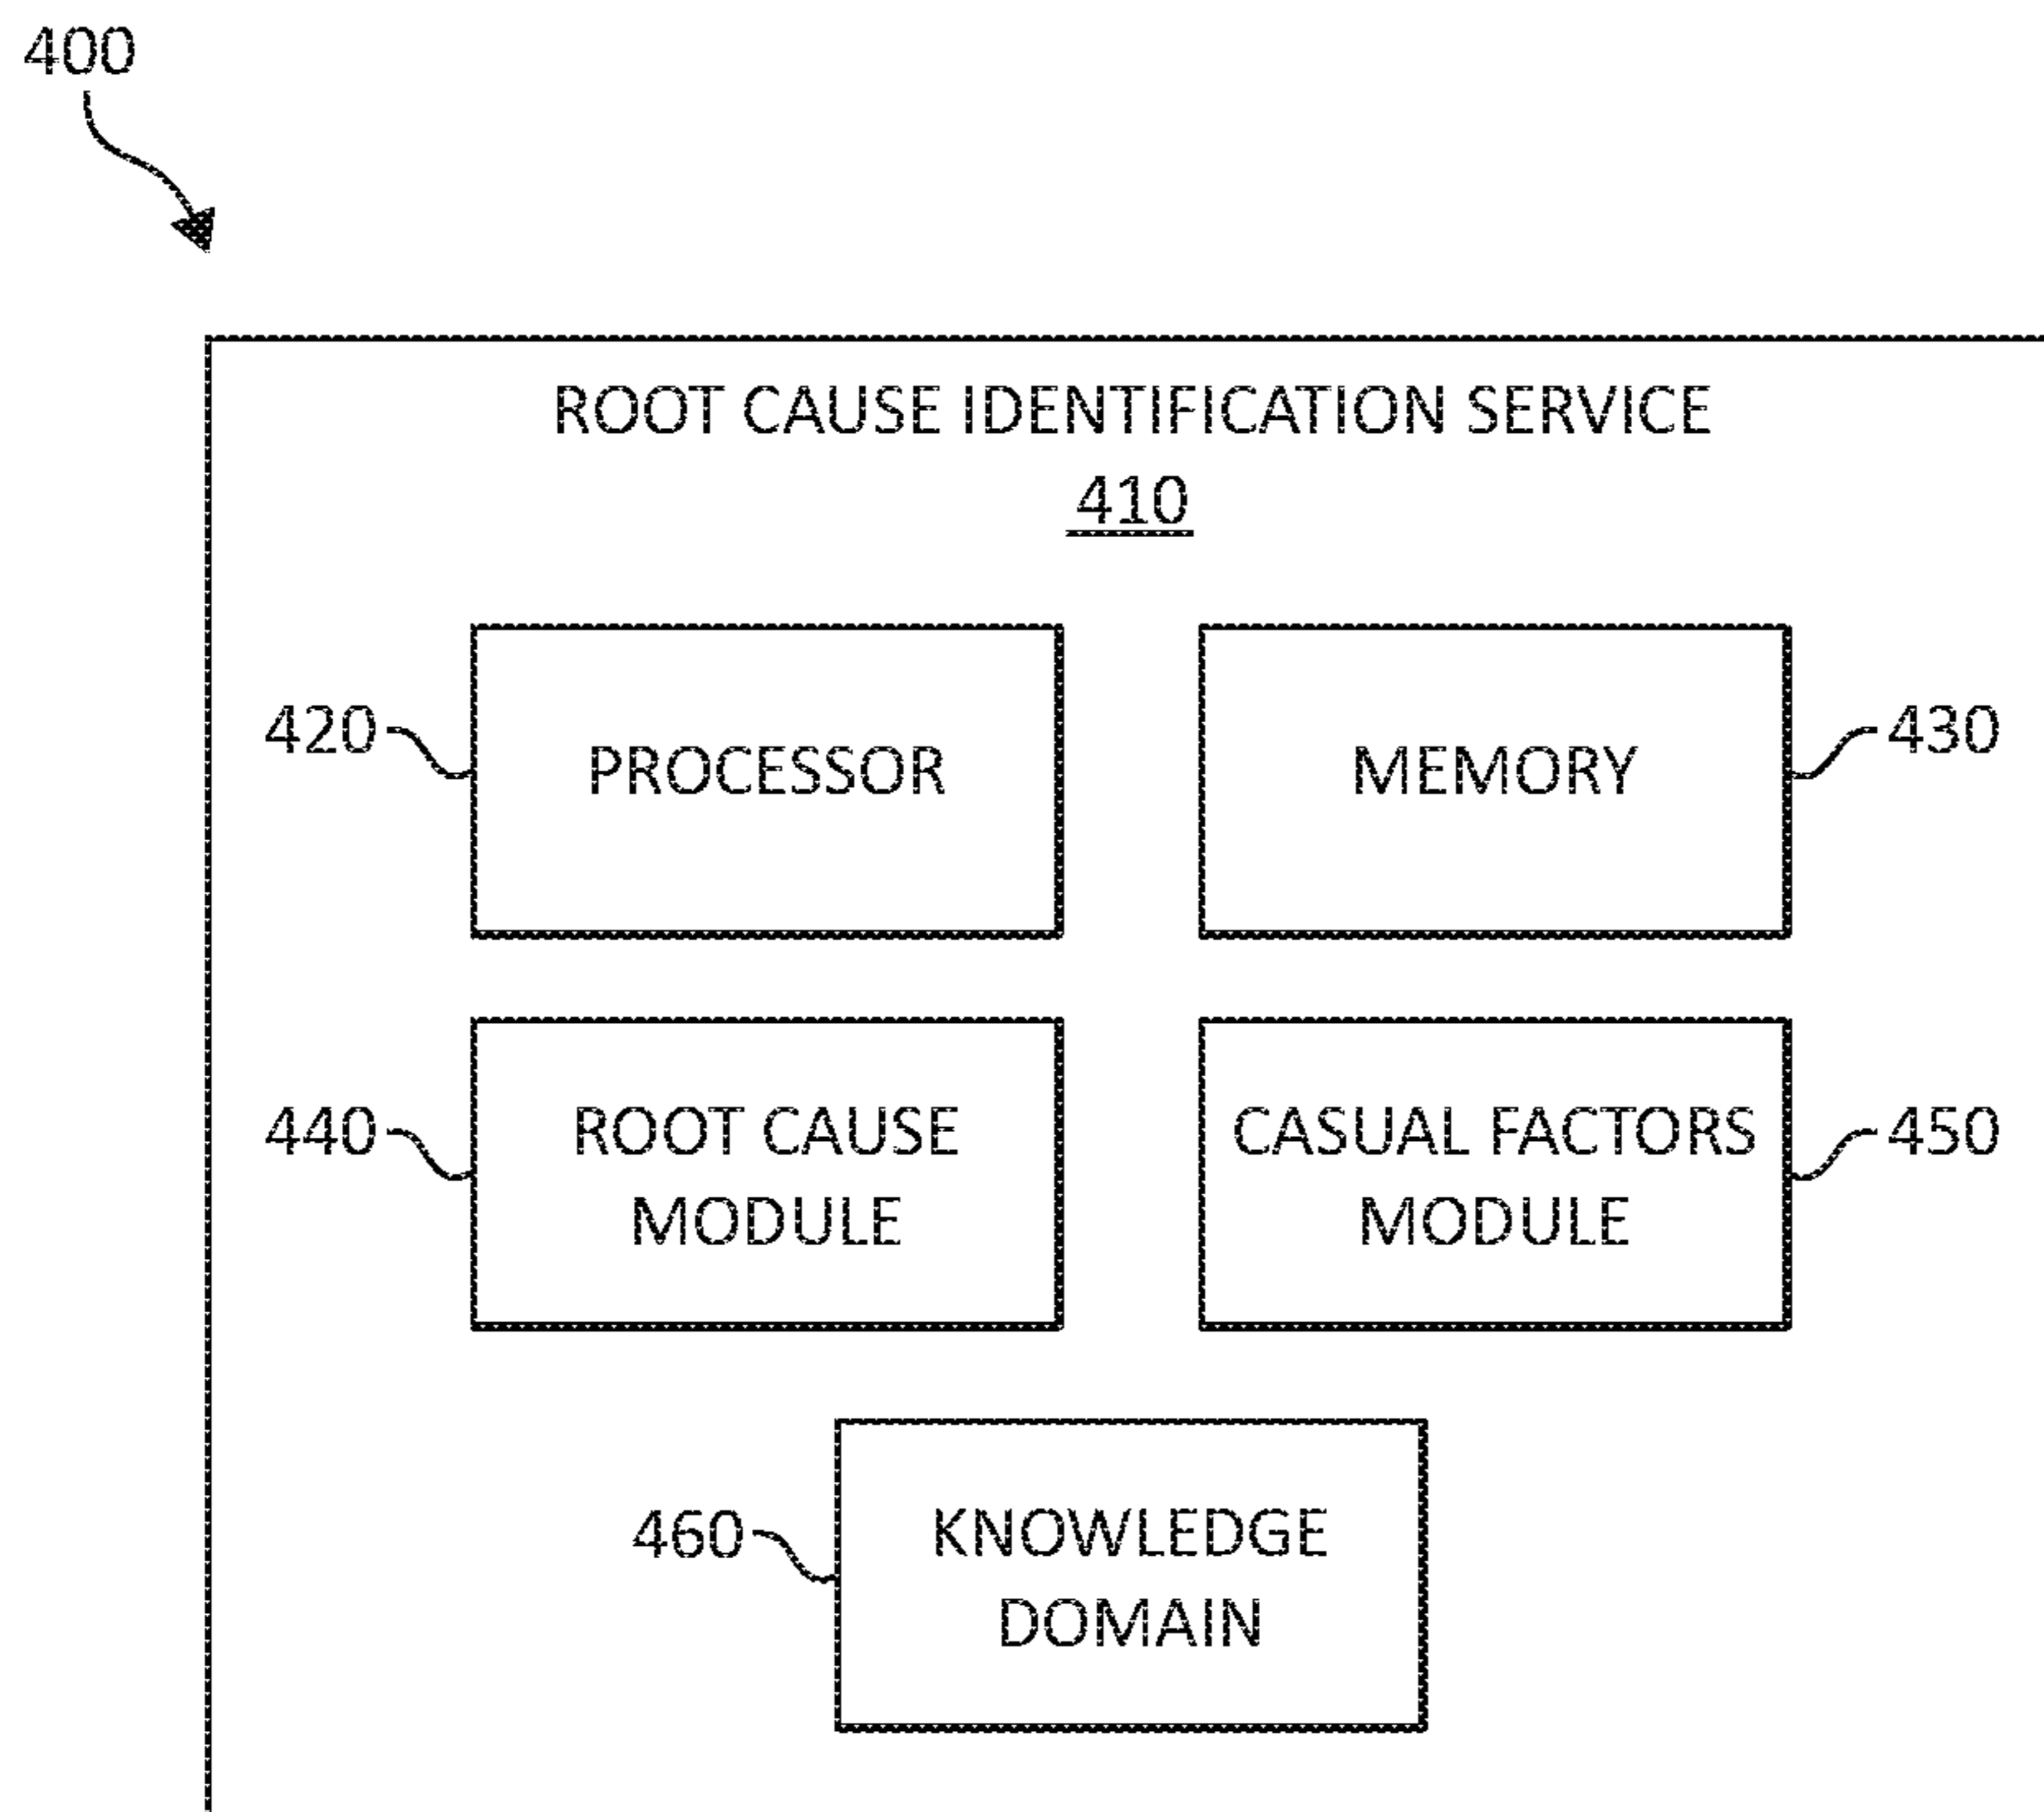 400
ROOT CAUSE IDENTIFICATION SERVICE
410
420
PROCESSOR
MEMORY
430
440
ROOT CAUSE
MODULE
CASUAL FACTORS
MODULE
450
460
KNOWLEDGE
DOMAIN